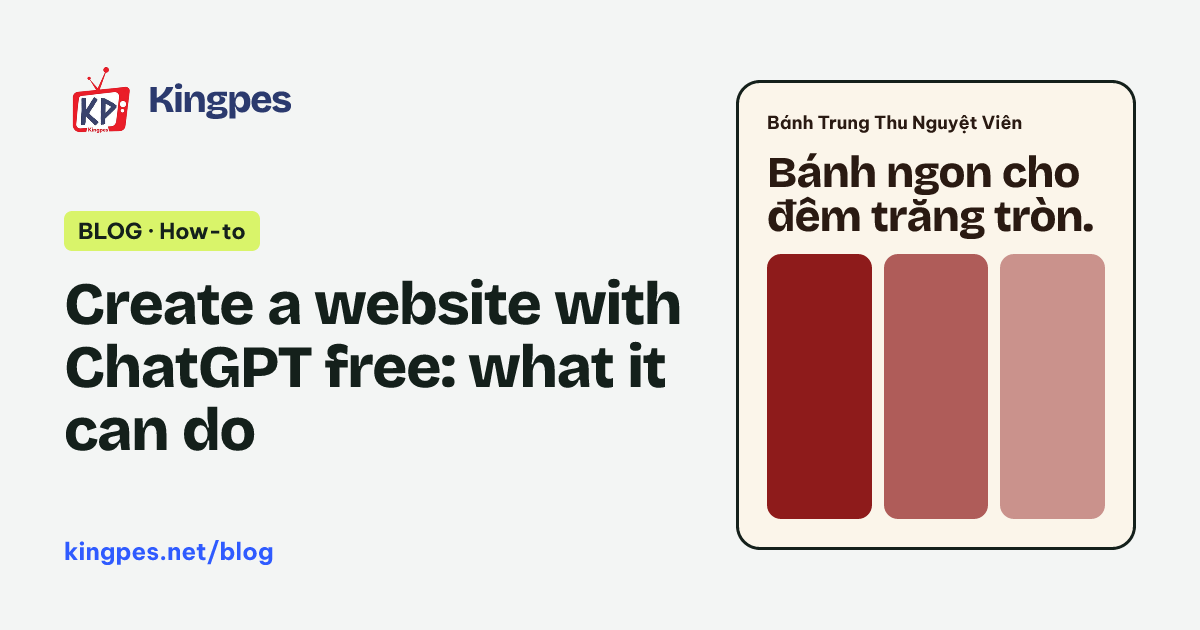 KP
Kingpes
Kingpes
BLOG · How-to
Create a website with
ChatGPT free: what it
can do
kingpes.net/blog
Bánh Trung Thu Nguyệt Viên
Bánh ngon cho
đêm trăng tròn.